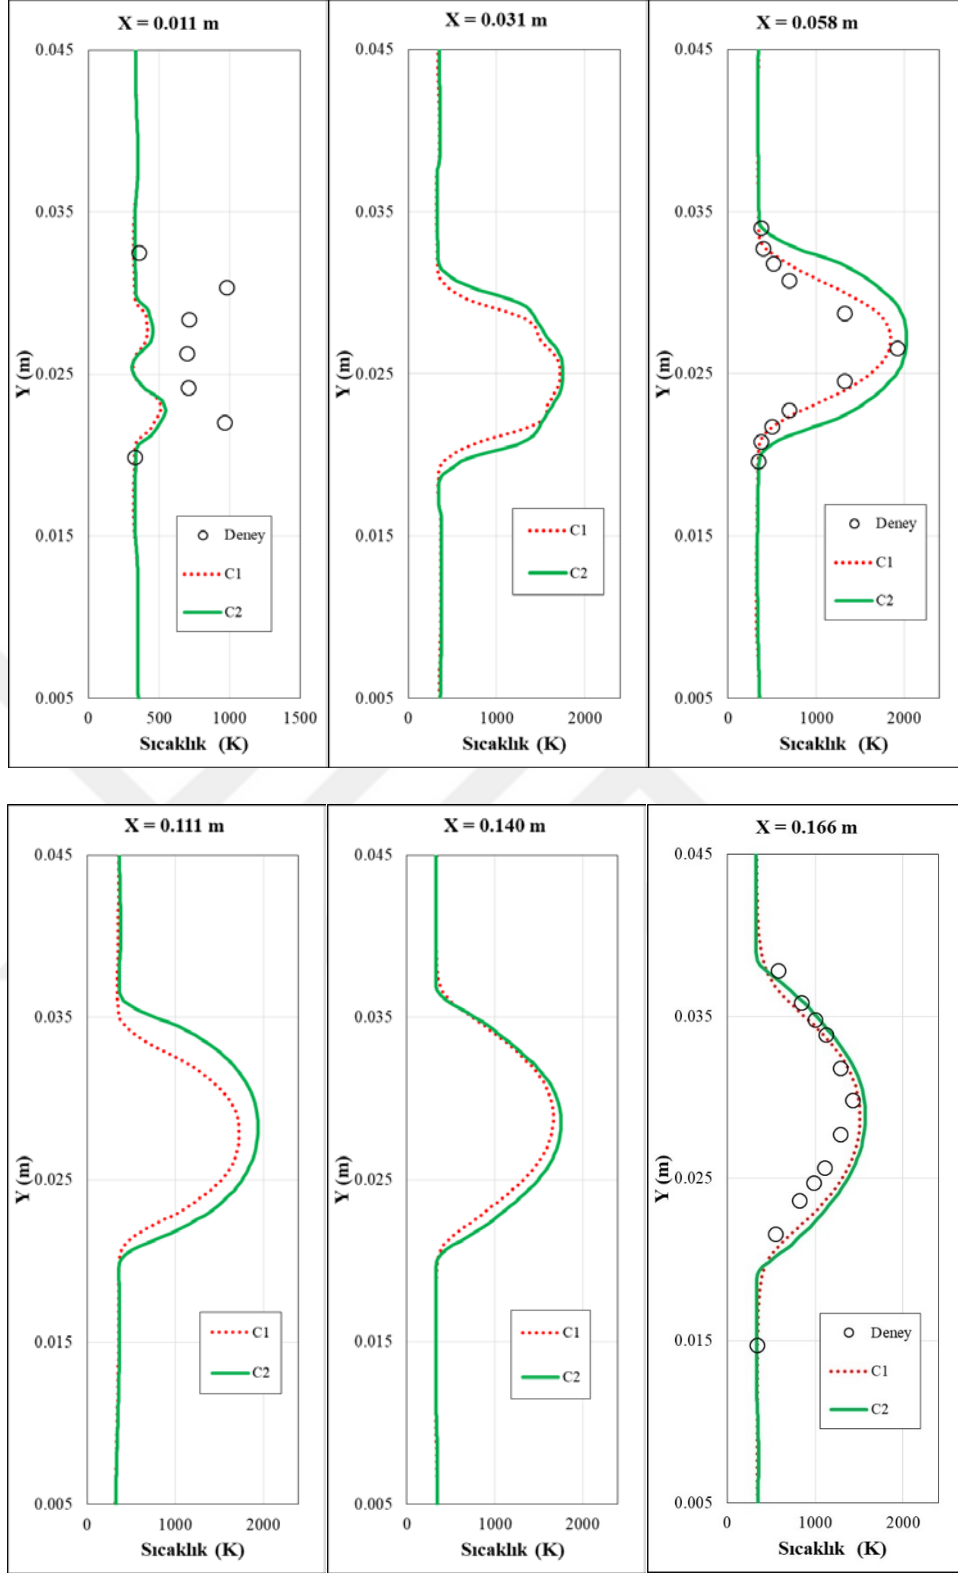 X = 0.011 m
0.045
0.035
0.025
0.015
0.005
Y (m)
0 500 1000 1500
Sıcaklık (K)
Deney
C1
C2
X = 0.031 m
0.045
0.035
0.025
0.015
0.005
Y (m)
0 1000 2000
Sıcaklık (K)
C1
C2
X = 0.058 m
0.045
0.035
0.025
0.015
0.005
Y (m)
0 1000 2000
Sıcaklık (K)
Deney
C1
C2
X = 0.111 m
0.045
0.035
0.025
0.015
0.005
Y (m)
0 1000 2000
Sıcaklık (K)
C1
C2
X = 0.140 m
0.045
0.035
0.025
0.015
0.005
Y (m)
0 1000 2000
Sıcaklık (K)
C1
C2
X = 0.166 m
0.045
0.035
0.025
0.015
0.005
Y (m)
0 1000 2000
Sıcaklık (K)
Deney
C1
C2